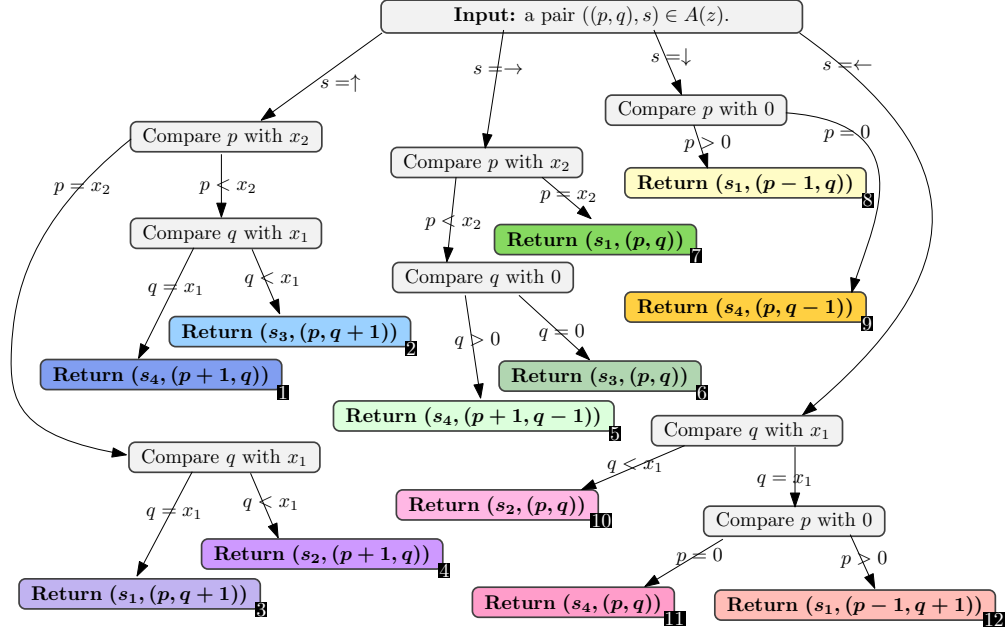 Input: a pair ((p, q), s) ∈ A(z).
s =↑
s =→
s =↓
s =←
Compare p with 0
Compare p with x₂
p > 0
p = 0
Compare p with x₂
p = x₂
p < x₂
Return (s₁, (p − 1, q))
8
p < x₂
p = x₂
Compare q with x₁
Return (s₁, (p, q))
7
Compare q with 0
q = x₁
q < x₁
Return (s₄, (p, q − 1))
9
Return (s₃, (p, q + 1))
2
q > 0
q = 0
Return (s₄, (p + 1, q))
1
Return (s₃, (p, q))
6
Return (s₄, (p + 1, q − 1))
5
Compare q with x₁
Compare q with x₁
q < x₁
q = x₁
q = x₁
q < x₁
Return (s₂, (p, q))
10
Compare p with 0
Return (s₂, (p + 1, q))
4
p = 0
p > 0
Return (s₁, (p, q + 1))
3
Return (s₄, (p, q))
11
Return (s₁, (p − 1, q + 1))
12